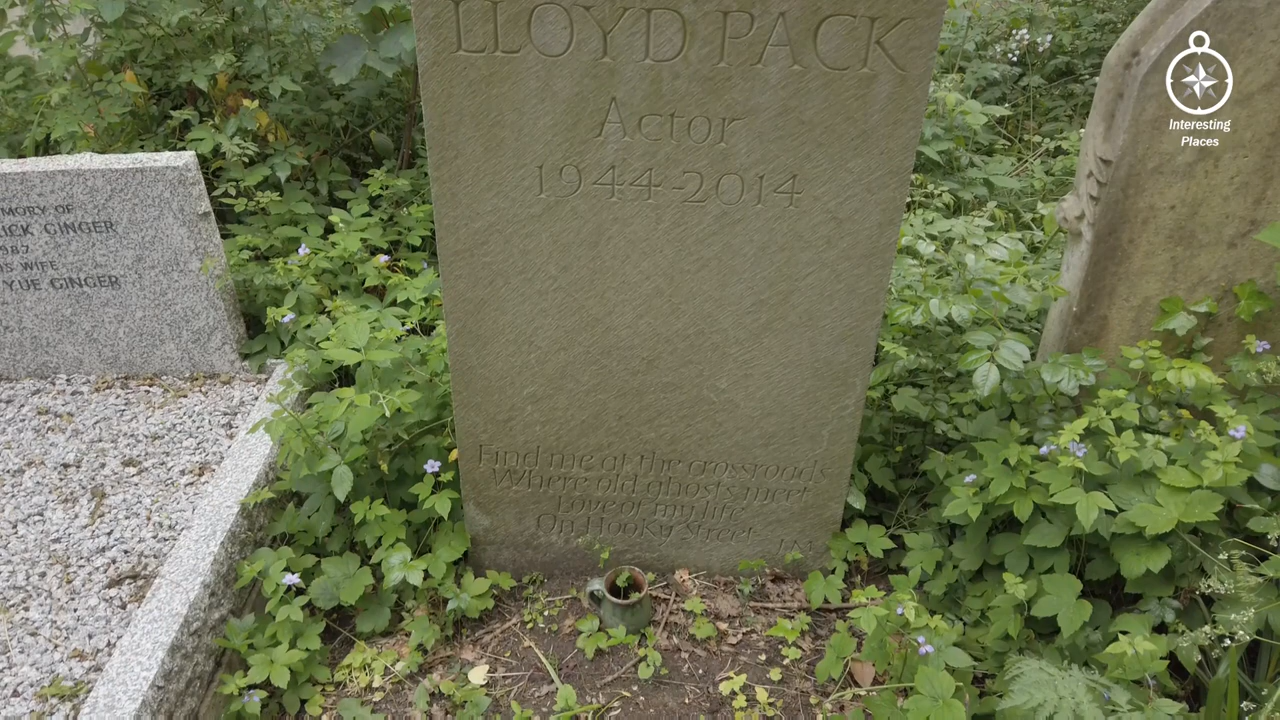 LLOYD PACK
Actor
1944-2014
Find me at the crossroads
Where old ghosts meet
Love of my life
On Hooky Street
J.M.
MORY OF
ICK GINGER
987
IS WIFE
YUE GINGER
Interesting
Places